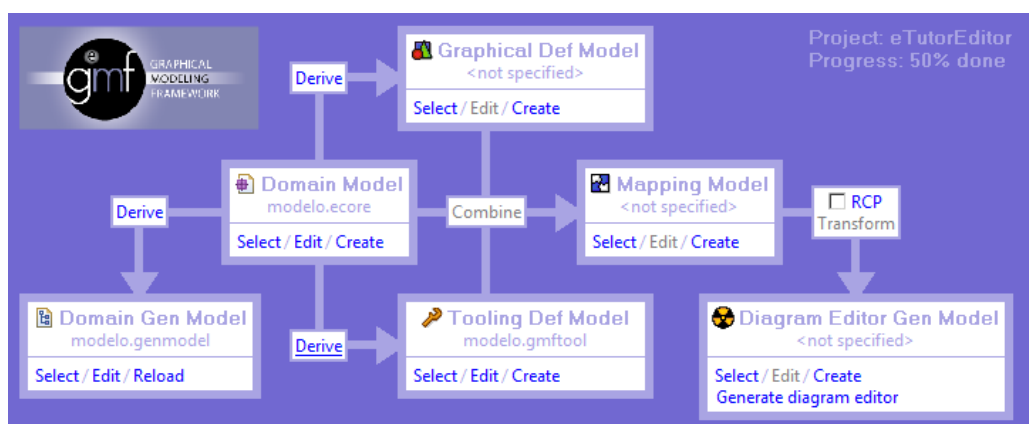 gmf
e
GRAPHICAL
MODELING
FRAMEWORK
Graphical Def Model
<not specified>
Select / Edit / Create
Project: eTutorEditor
Progress: 50% done
Derive
Domain Model
modelo.ecore
Select / Edit / Create
Derive
Combine
Mapping Model
<not specified>
Select / Edit / Create
RCP
Transform
Domain Gen Model
modelo.genmodel
Select / Edit / Reload
Derive
Tooling Def Model
modelo.gmftool
Select / Edit / Create
Diagram Editor Gen Model
<not specified>
Select / Edit / Create
Generate diagram editor